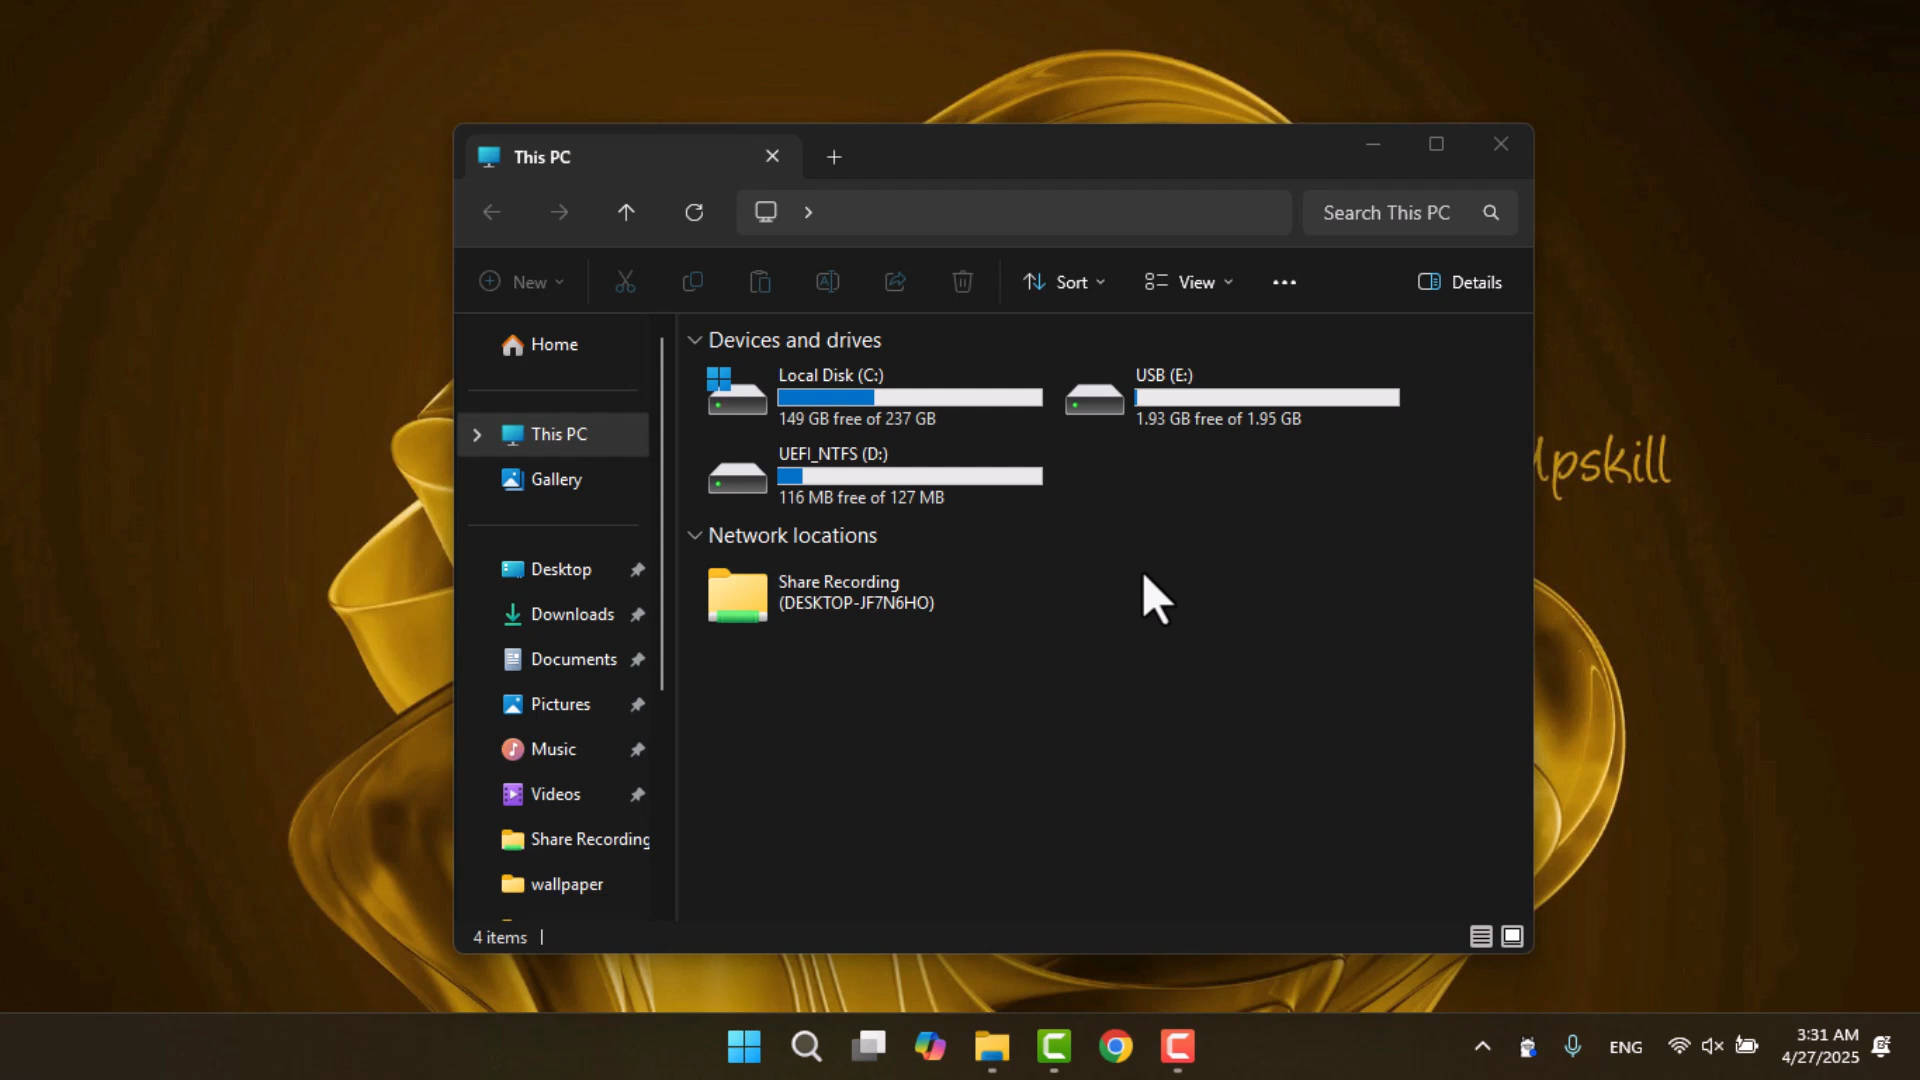 This PC
Search This PC
New
Sort
View
Details
Home
This PC
Gallery
Desktop
Downloads
Documents
Pictures
Music
Videos
Share Recording
wallpaper
Devices and drives
Local Disk (C:)
149 GB free of 237 GB
USB (E:)
1.93 GB free of 1.95 GB
UEFI_NTFS (D:)
116 MB free of 127 MB
Network locations
Share Recording
(DESKTOP-JF7N6HO)
4 items
Upskill
ENG
3:31 AM
4/27/2025